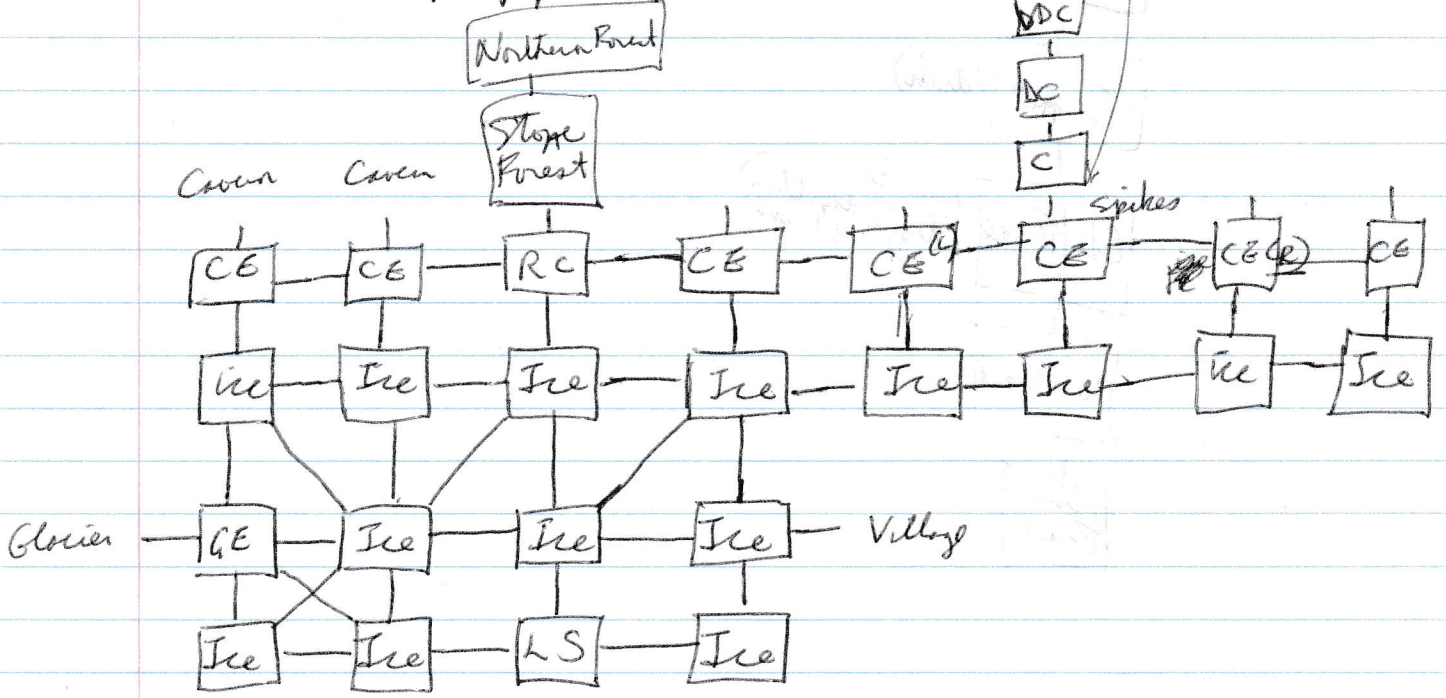 DDC
Northern Forest
DC
Slope
Forest
C
Cavern Cavern
Spikes
CE CE RC CE CE(L) CE CE(R) CE
Ice Ice Ice Ice Ice Ice Ice Ice
Glacier GE Ice Ice Ice Village
Ice Ice LS Ice